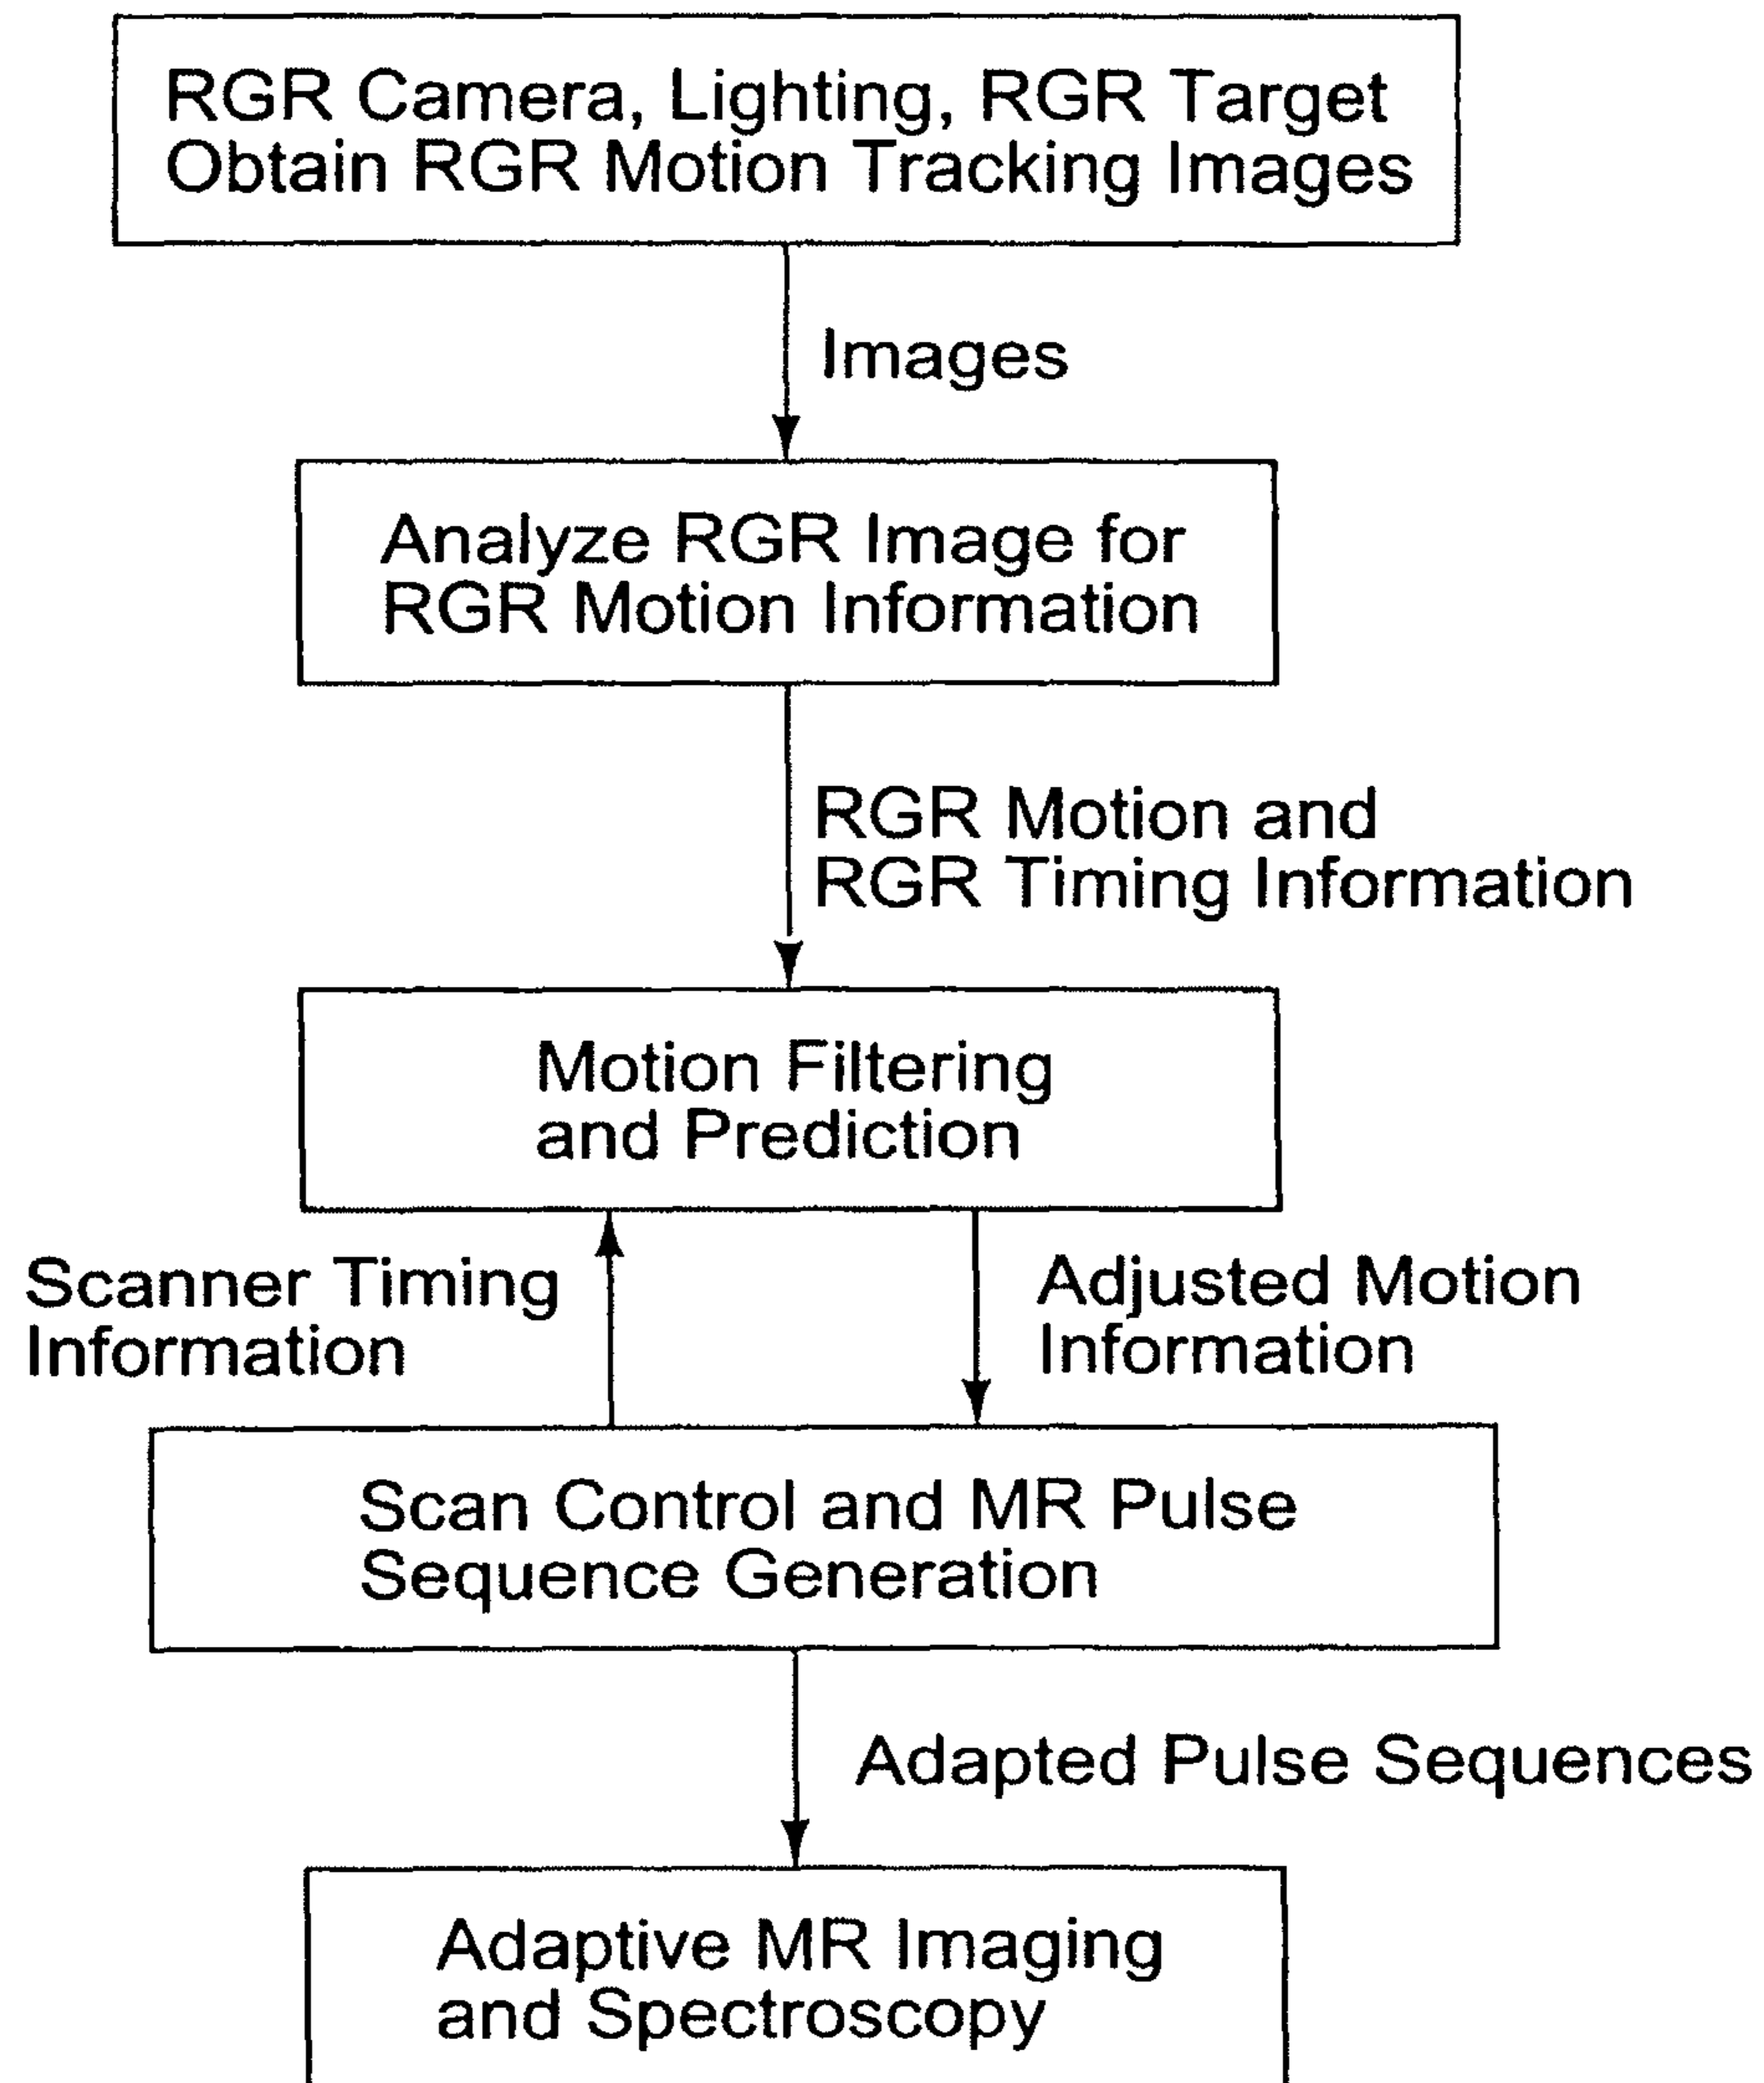 RGR Camera, Lighting, RGR Target
Obtain RGR Motion Tracking Images
Images
Analyze RGR Image for
RGR Motion Information
RGR Motion and
RGR Timing Information
Motion Filtering
and Prediction
Scanner Timing
Information
Adjusted Motion
Information
Scan Control and MR Pulse
Sequence Generation
Adapted Pulse Sequences
Adaptive MR Imaging
and Spectroscopy